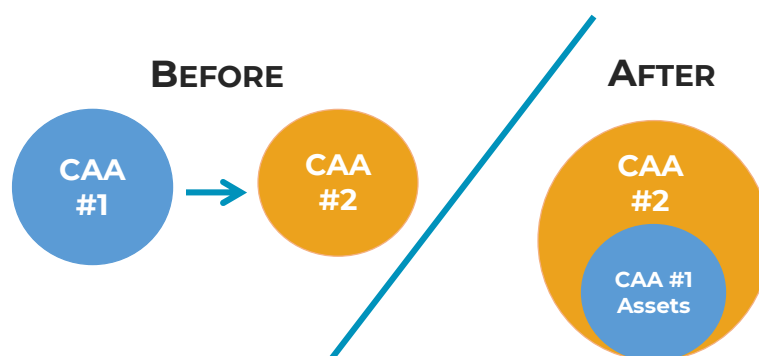 BEFORE
AFTER
CAA
#1
CAA
#2
CAA
#2
CAA #1
Assets